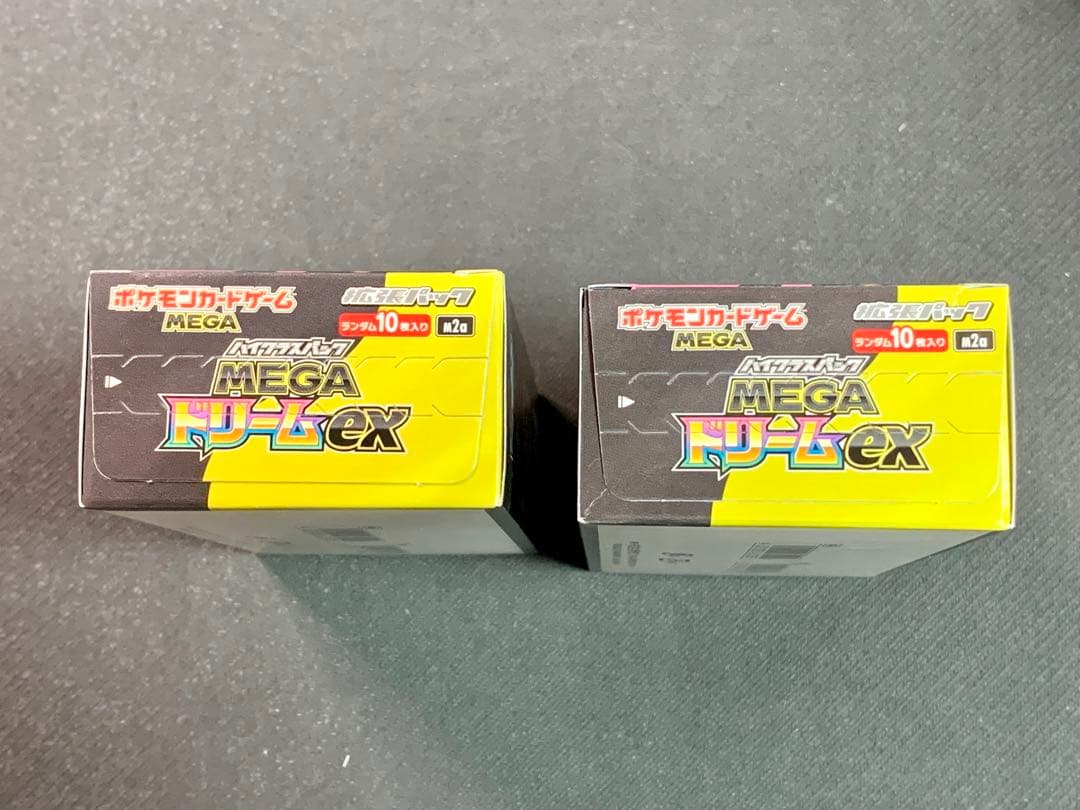 ポケモンカードゲーム
MEGA
拡張パック
ランダム10枚入り
M2a
ハイクラスパック
MEGA
ドリームex
ポケモンカードゲーム
MEGA
拡張パック
ランダム10枚入り
M2a
ハイクラスパック
MEGA
ドリームex